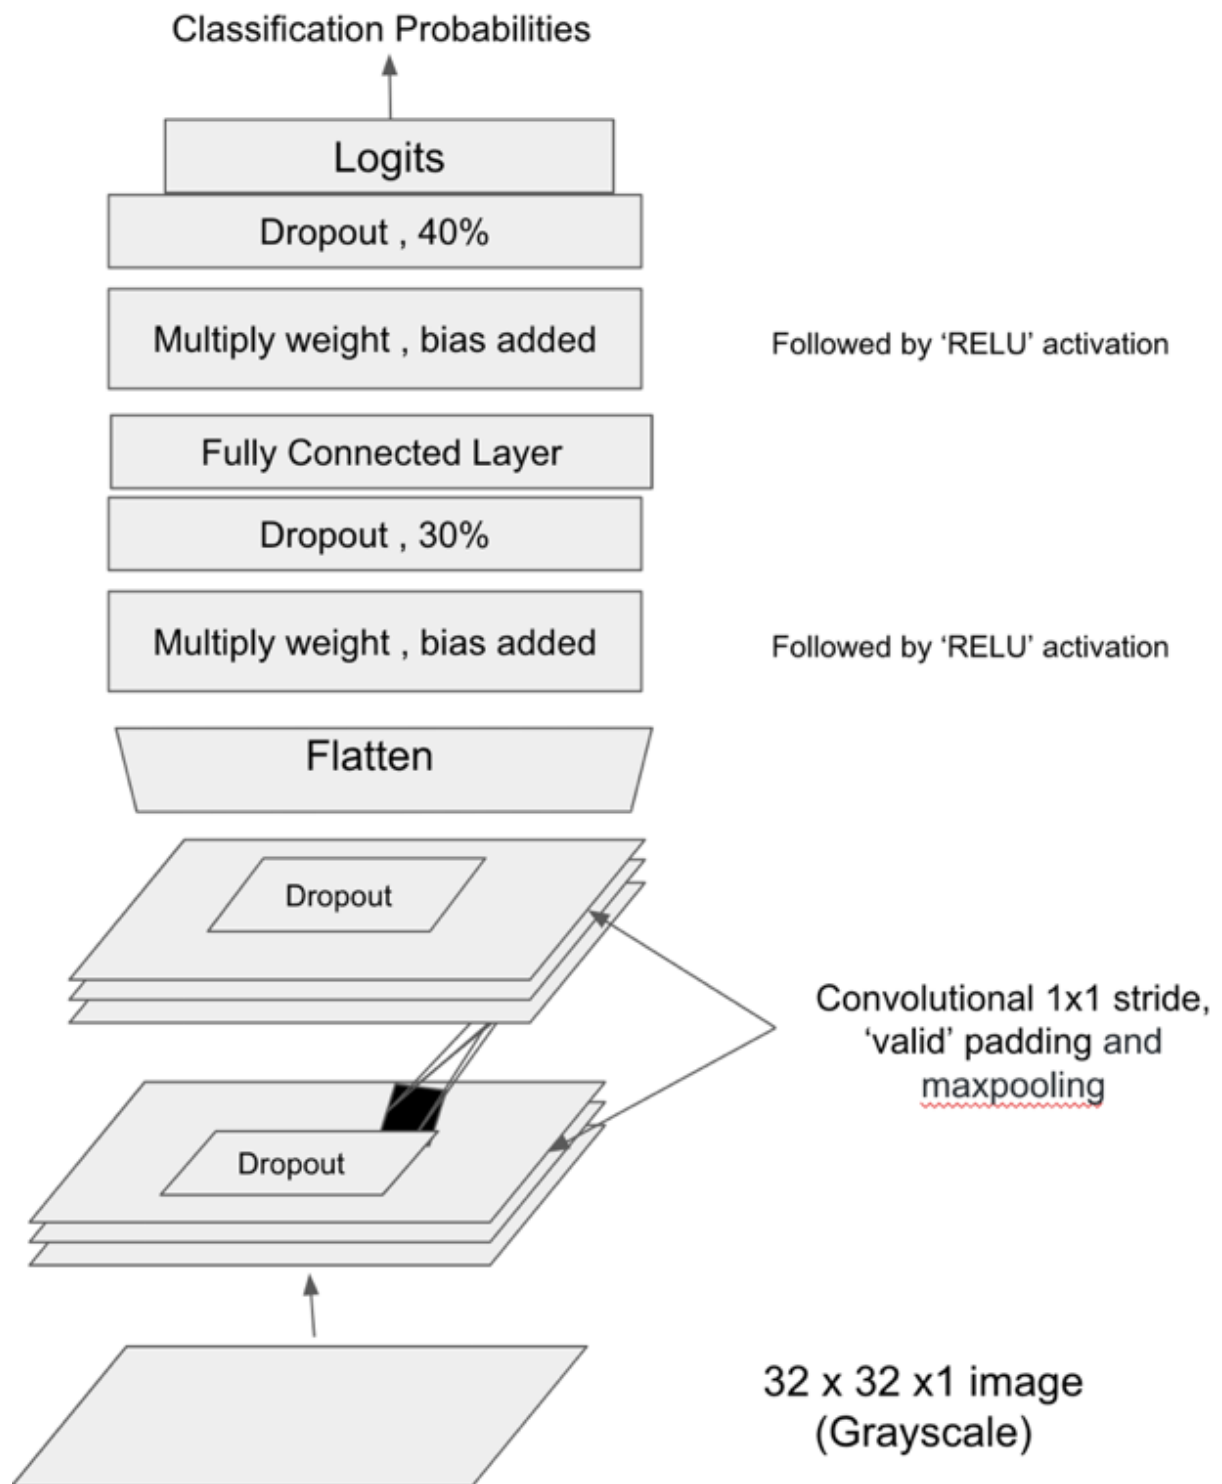 Classification Probabilities
Logits
Dropout , 40%
Multiply weight , bias added
Followed by ‘RELU’ activation
Fully Connected Layer
Dropout , 30%
Multiply weight , bias added
Followed by ‘RELU’ activation
Flatten
Dropout
Convolutional 1x1 stride,
‘valid’ padding and
maxpooling
Dropout
32 x 32 x1 image
(Grayscale)